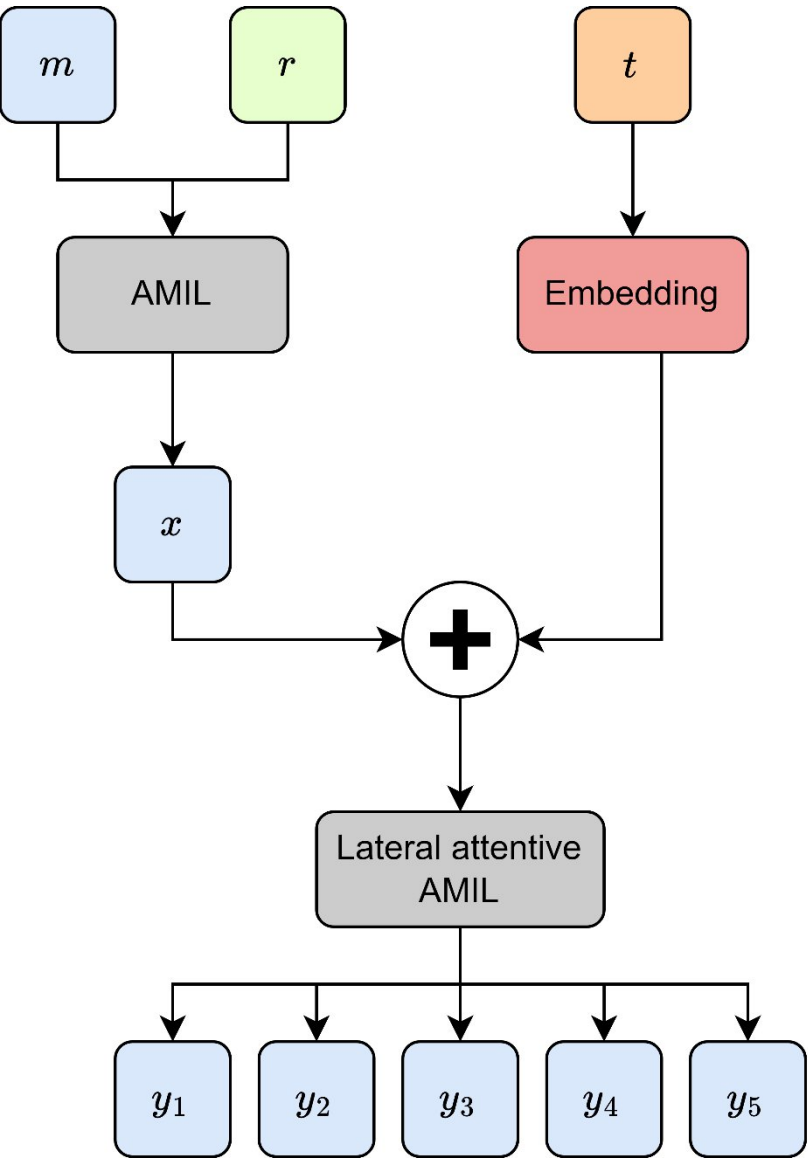 m r t
AMIL Embedding
x
+
Lateral attentive
AMIL
y₁ y₂ y₃ y₄ y₅